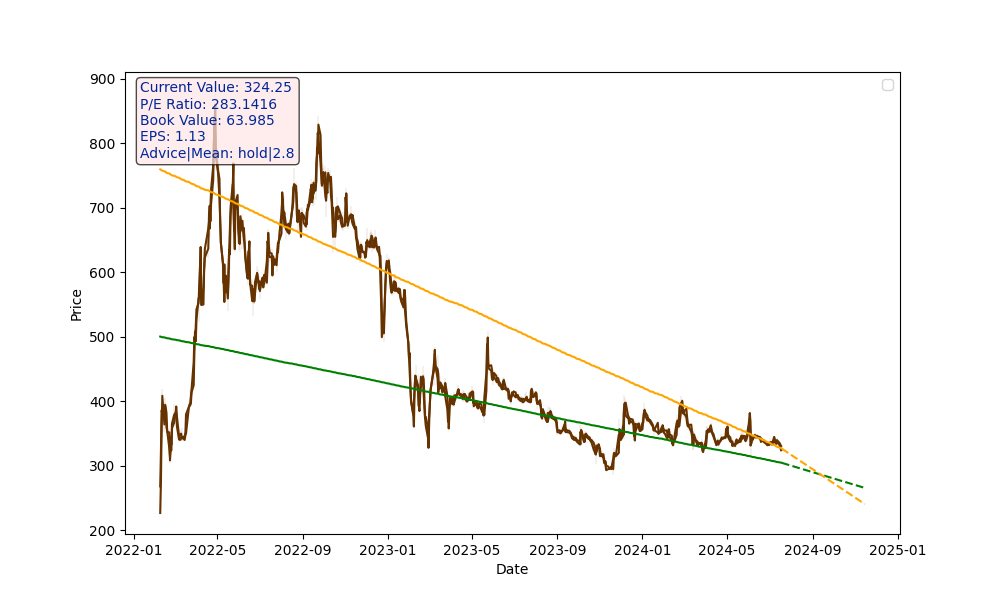 Current Value: 324.25
P/E Ratio: 283.1416
Book Value: 63.985
EPS: 1.13
Advice|Mean: hold|2.8
900
800
700
600
500
400
300
200
Price
2022-01 2022-05 2022-09 2023-01 2023-05 2023-09 2024-01 2024-05 2024-09 2025-01
Date